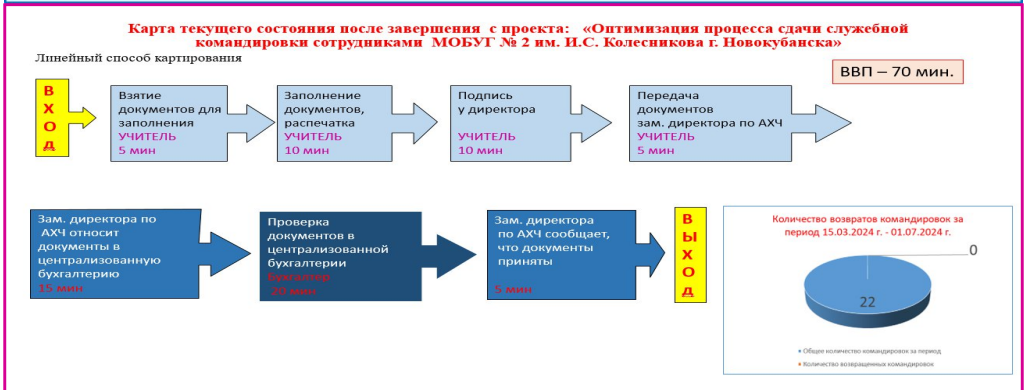 Карта текущего состояния после завершения с проекта: «Оптимизация процесса сдачи служебной
командировки сотрудниками МОБУГ № 2 им. И.С. Колесникова г. Новокубанска»
Линейный способ картирования
ВВП – 70 мин.
ВХОд
Взятие
документов для
заполнения
УЧИТЕЛЬ
5 мин
Заполнение
документов,
распечатка
УЧИТЕЛЬ
10 мин
Подпись
у директора
УЧИТЕЛЬ
10 мин
Передача
документов
зам. директора по АХЧ
УЧИТЕЛЬ
5 мин
Зам. директора по
АХЧ относит
документы в
централизованную
бухгалтерию
15 мин
Проверка
документов в
централизованной
бухгалтерии
Бухгалтер
20 мин
Зам. директора
по АХЧ сообщает,
что документы
приняты
5 мин
ВЫХОд
Количество возвратов командировок за
период 15.03.2024 г. - 01.07.2024 г.
0
22
Общее количество командировок за период
Количество возвращенных командировок